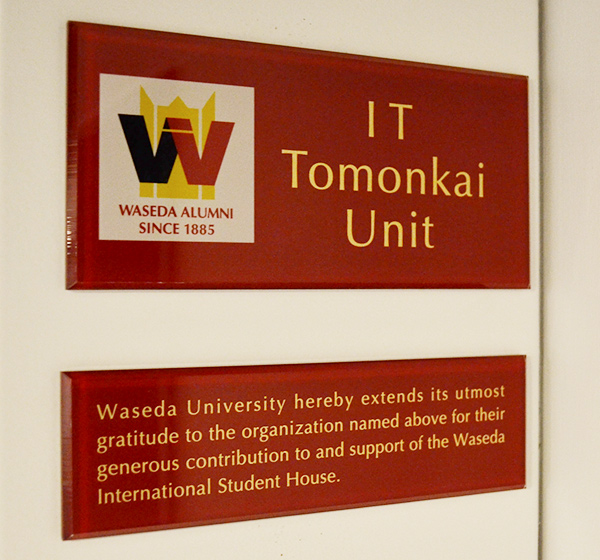 IT
Tomonkai
Unit
WASEDA ALUMNI
SINCE 1885
Waseda University hereby extends its utmost
gratitude to the organization named above for their
generous contribution to and support of the Waseda
International Student House.